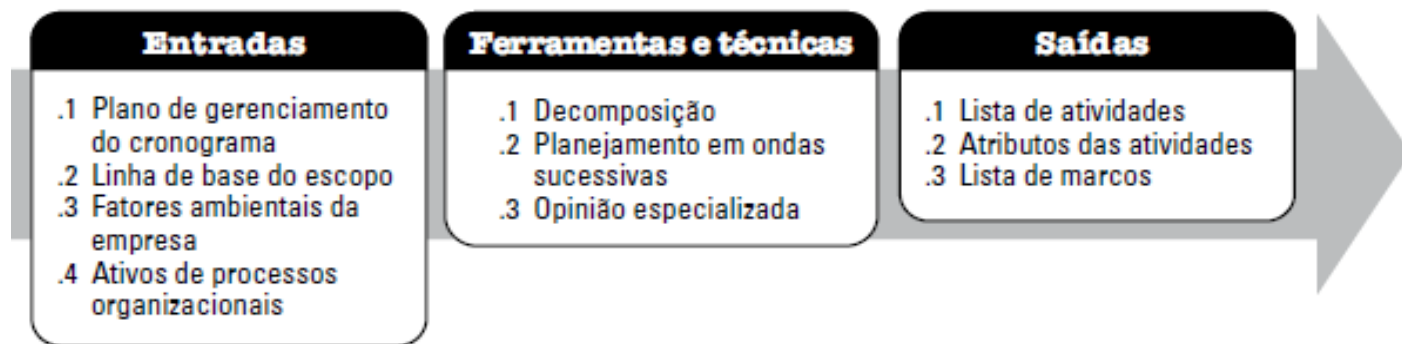 Entradas
.1 Plano de gerenciamento
do cronograma
.2 Linha de base do escopo
.3 Fatores ambientais da
empresa
.4 Ativos de processos
organizacionais
Ferramentas e técnicas
.1 Decomposição
.2 Planejamento em ondas
sucessivas
.3 Opinião especializada
Saídas
.1 Lista de atividades
.2 Atributos das atividades
.3 Lista de marcos